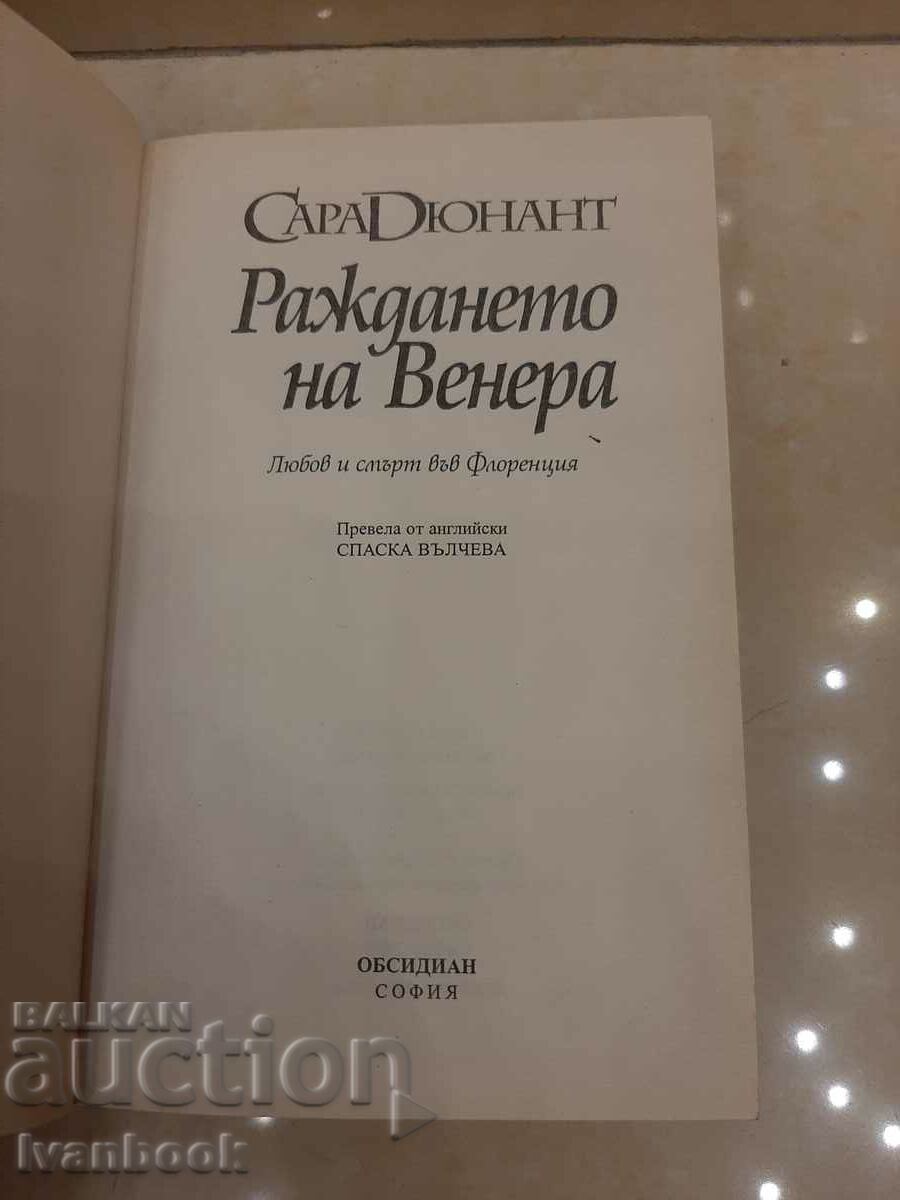 САРА ДЮНАНТ
Раждането
на Венера
Любов и смърт във Флоренция
Превела от английски
СПАСКА ВЪЛЧЕВА
ОБСИДИАН
СОФИЯ
BALKAN
auction
Ivanbook